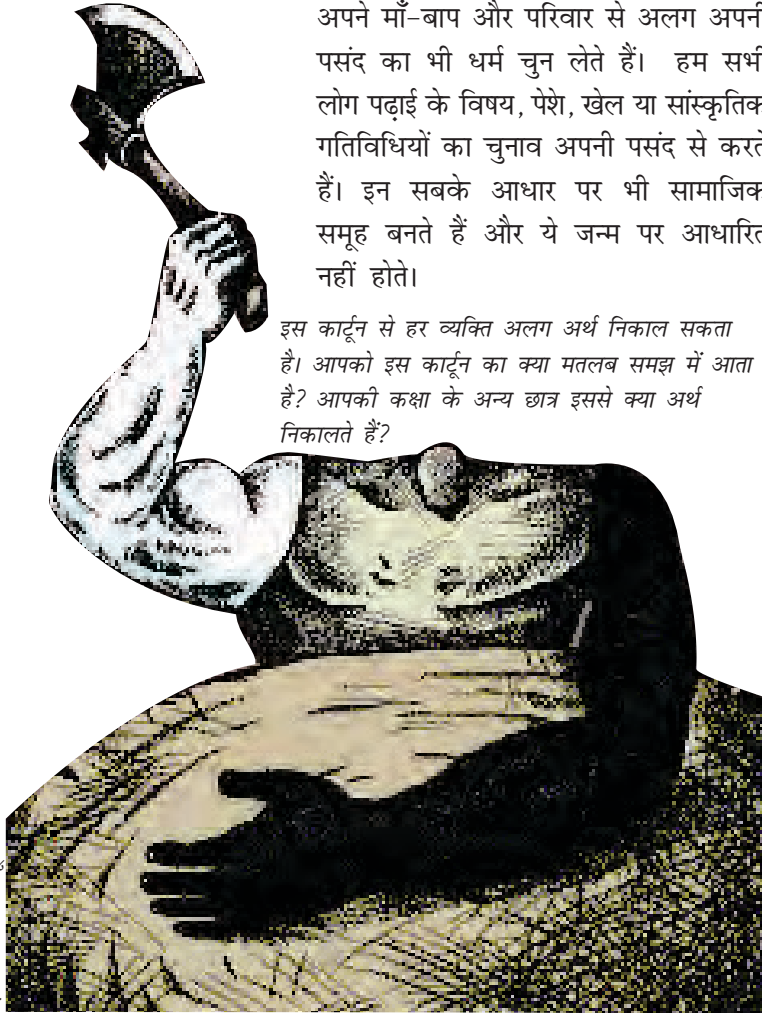 अपने माँ-बाप और परिवार से अलग अपनी
पसंद का भी धर्म चुन लेते हैं। हम सभी
लोग पढ़ाई के विषय, पेशे, खेल या सांस्कृतिक
गतिविधियों का चुनाव अपनी पसंद से करते
हैं। इन सबके आधार पर भी सामाजिक
समूह बनते हैं और ये जन्म पर आधारित
नहीं होते।
इस कार्टून से हर व्यक्ति अलग अर्थ निकाल सकता
है। आपको इस कार्टून का क्या मतलब समझ में आता
है? आपकी कक्षा के अन्य छात्र इससे क्या अर्थ
निकालते हैं?